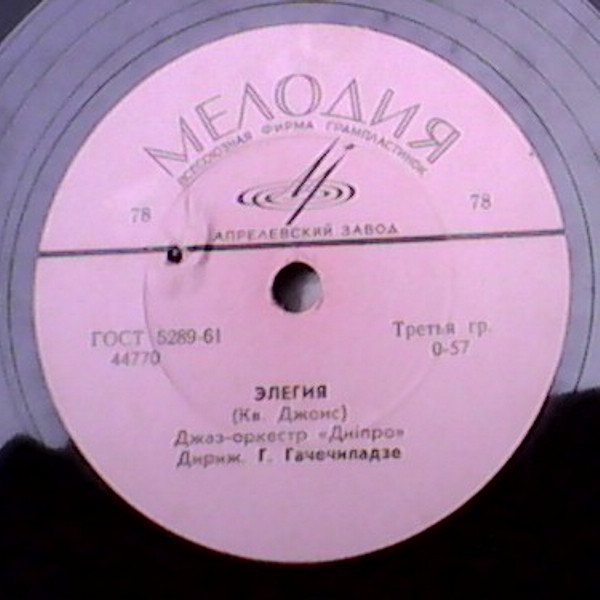 МЕЛОДИЯ
ВСЕСОЮЗНАЯ ФИРМА ГРАМПЛАСТИНОК
78
78
АПРЕЛЕВСКИЙ ЗАВОД
ГОСТ 5289-61
44770
Третья гр.
0-57
ЭЛЕГИЯ
(Кв. Джонс)
Джаз-оркестр «Дніпро»
Дириж. Г. Гачечиладзе